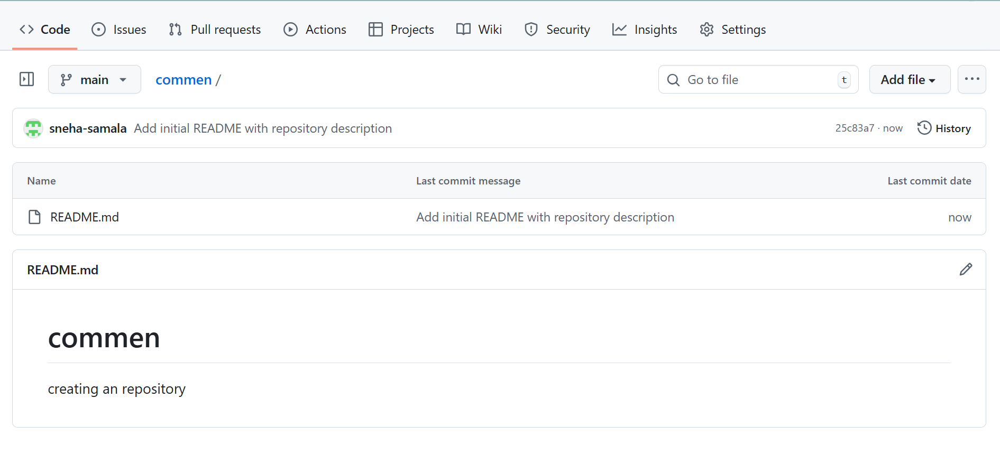 Code Issues Pull requests Actions Projects Wiki Security Insights Settings
main commen / Go to file t Add file ...
sneha-samala Add initial README with repository description 25c83a7 · now History
Name Last commit message Last commit date
README.md Add initial README with repository description now
README.md
commen
creating an repository